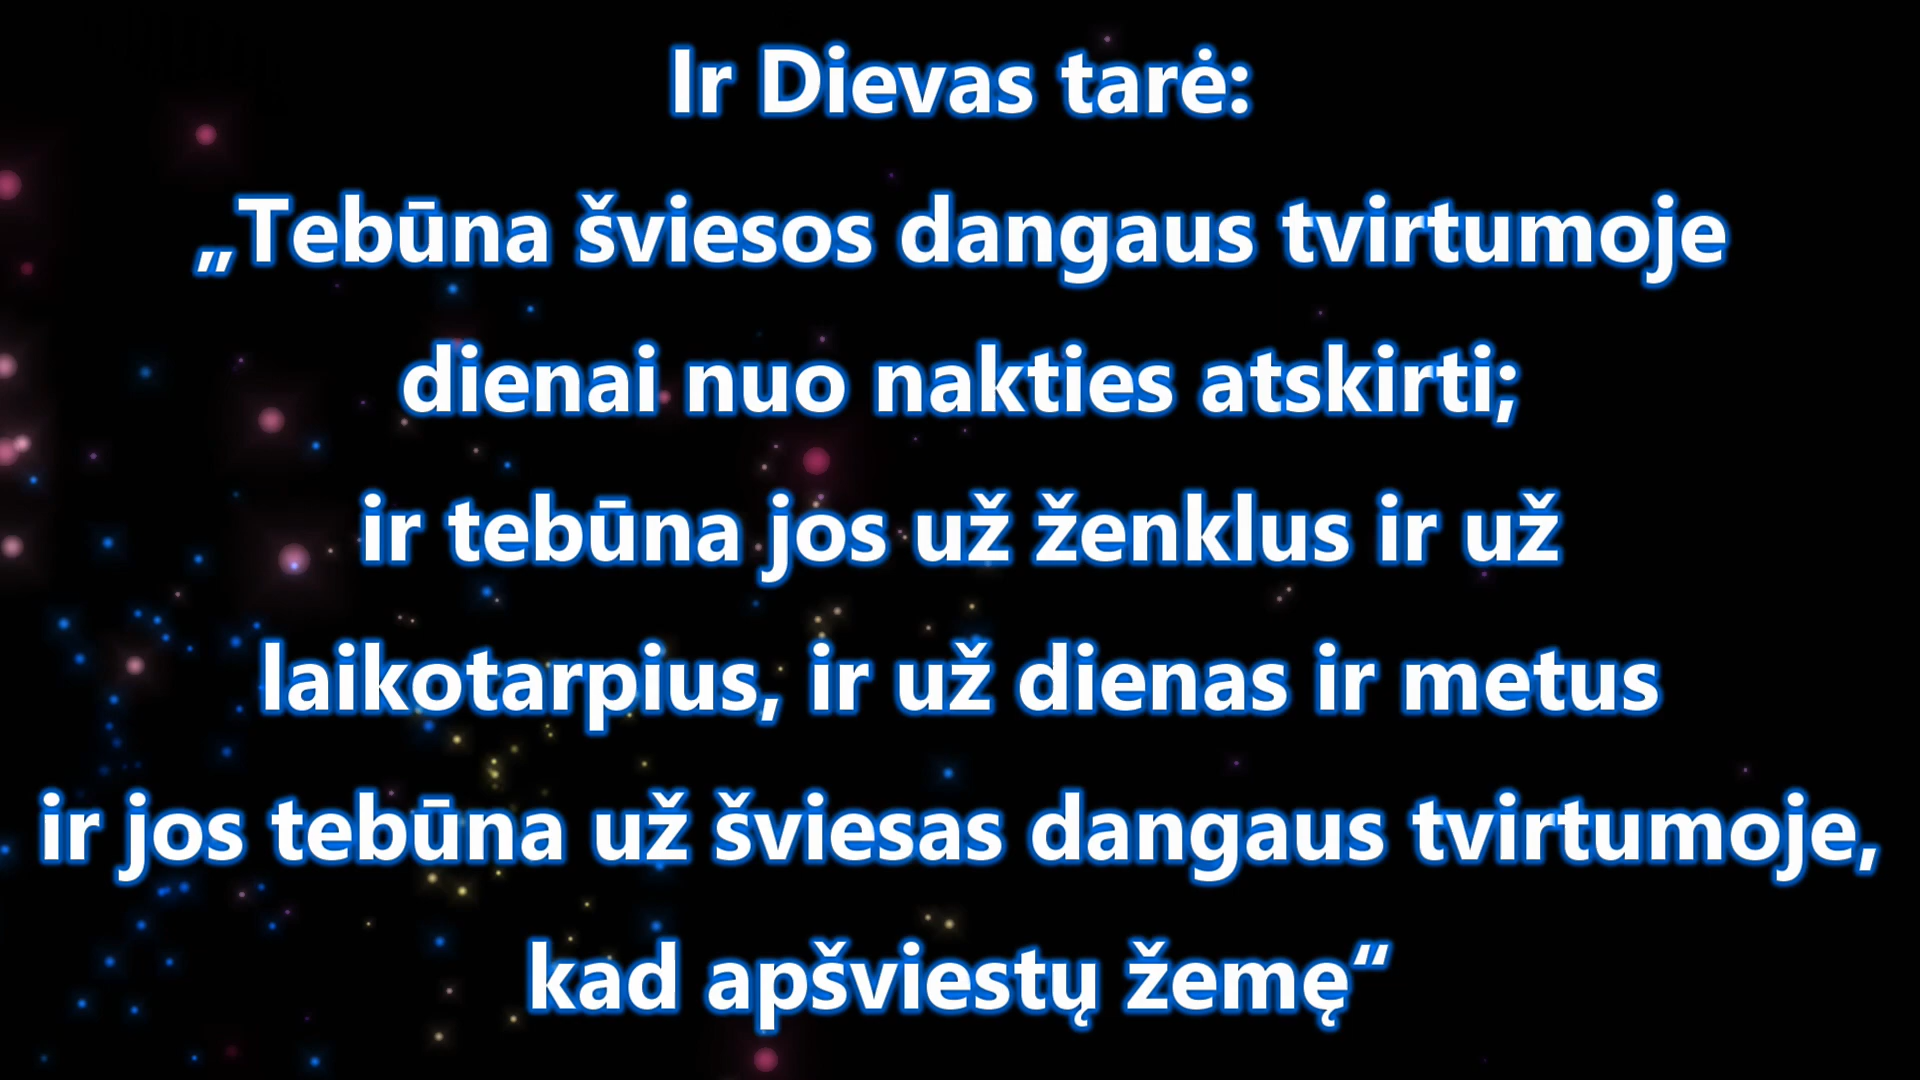 Ir Dievas tarė:
„Tebūna šviesos dangaus tvirtumoje
dienai nuo nakties atskirti;
ir tebūna jos už ženklus ir už
laikotarpius, ir už dienas ir metus
ir jos tebūna už šviesas dangaus tvirtumoje,
kad apšviestų žemę“